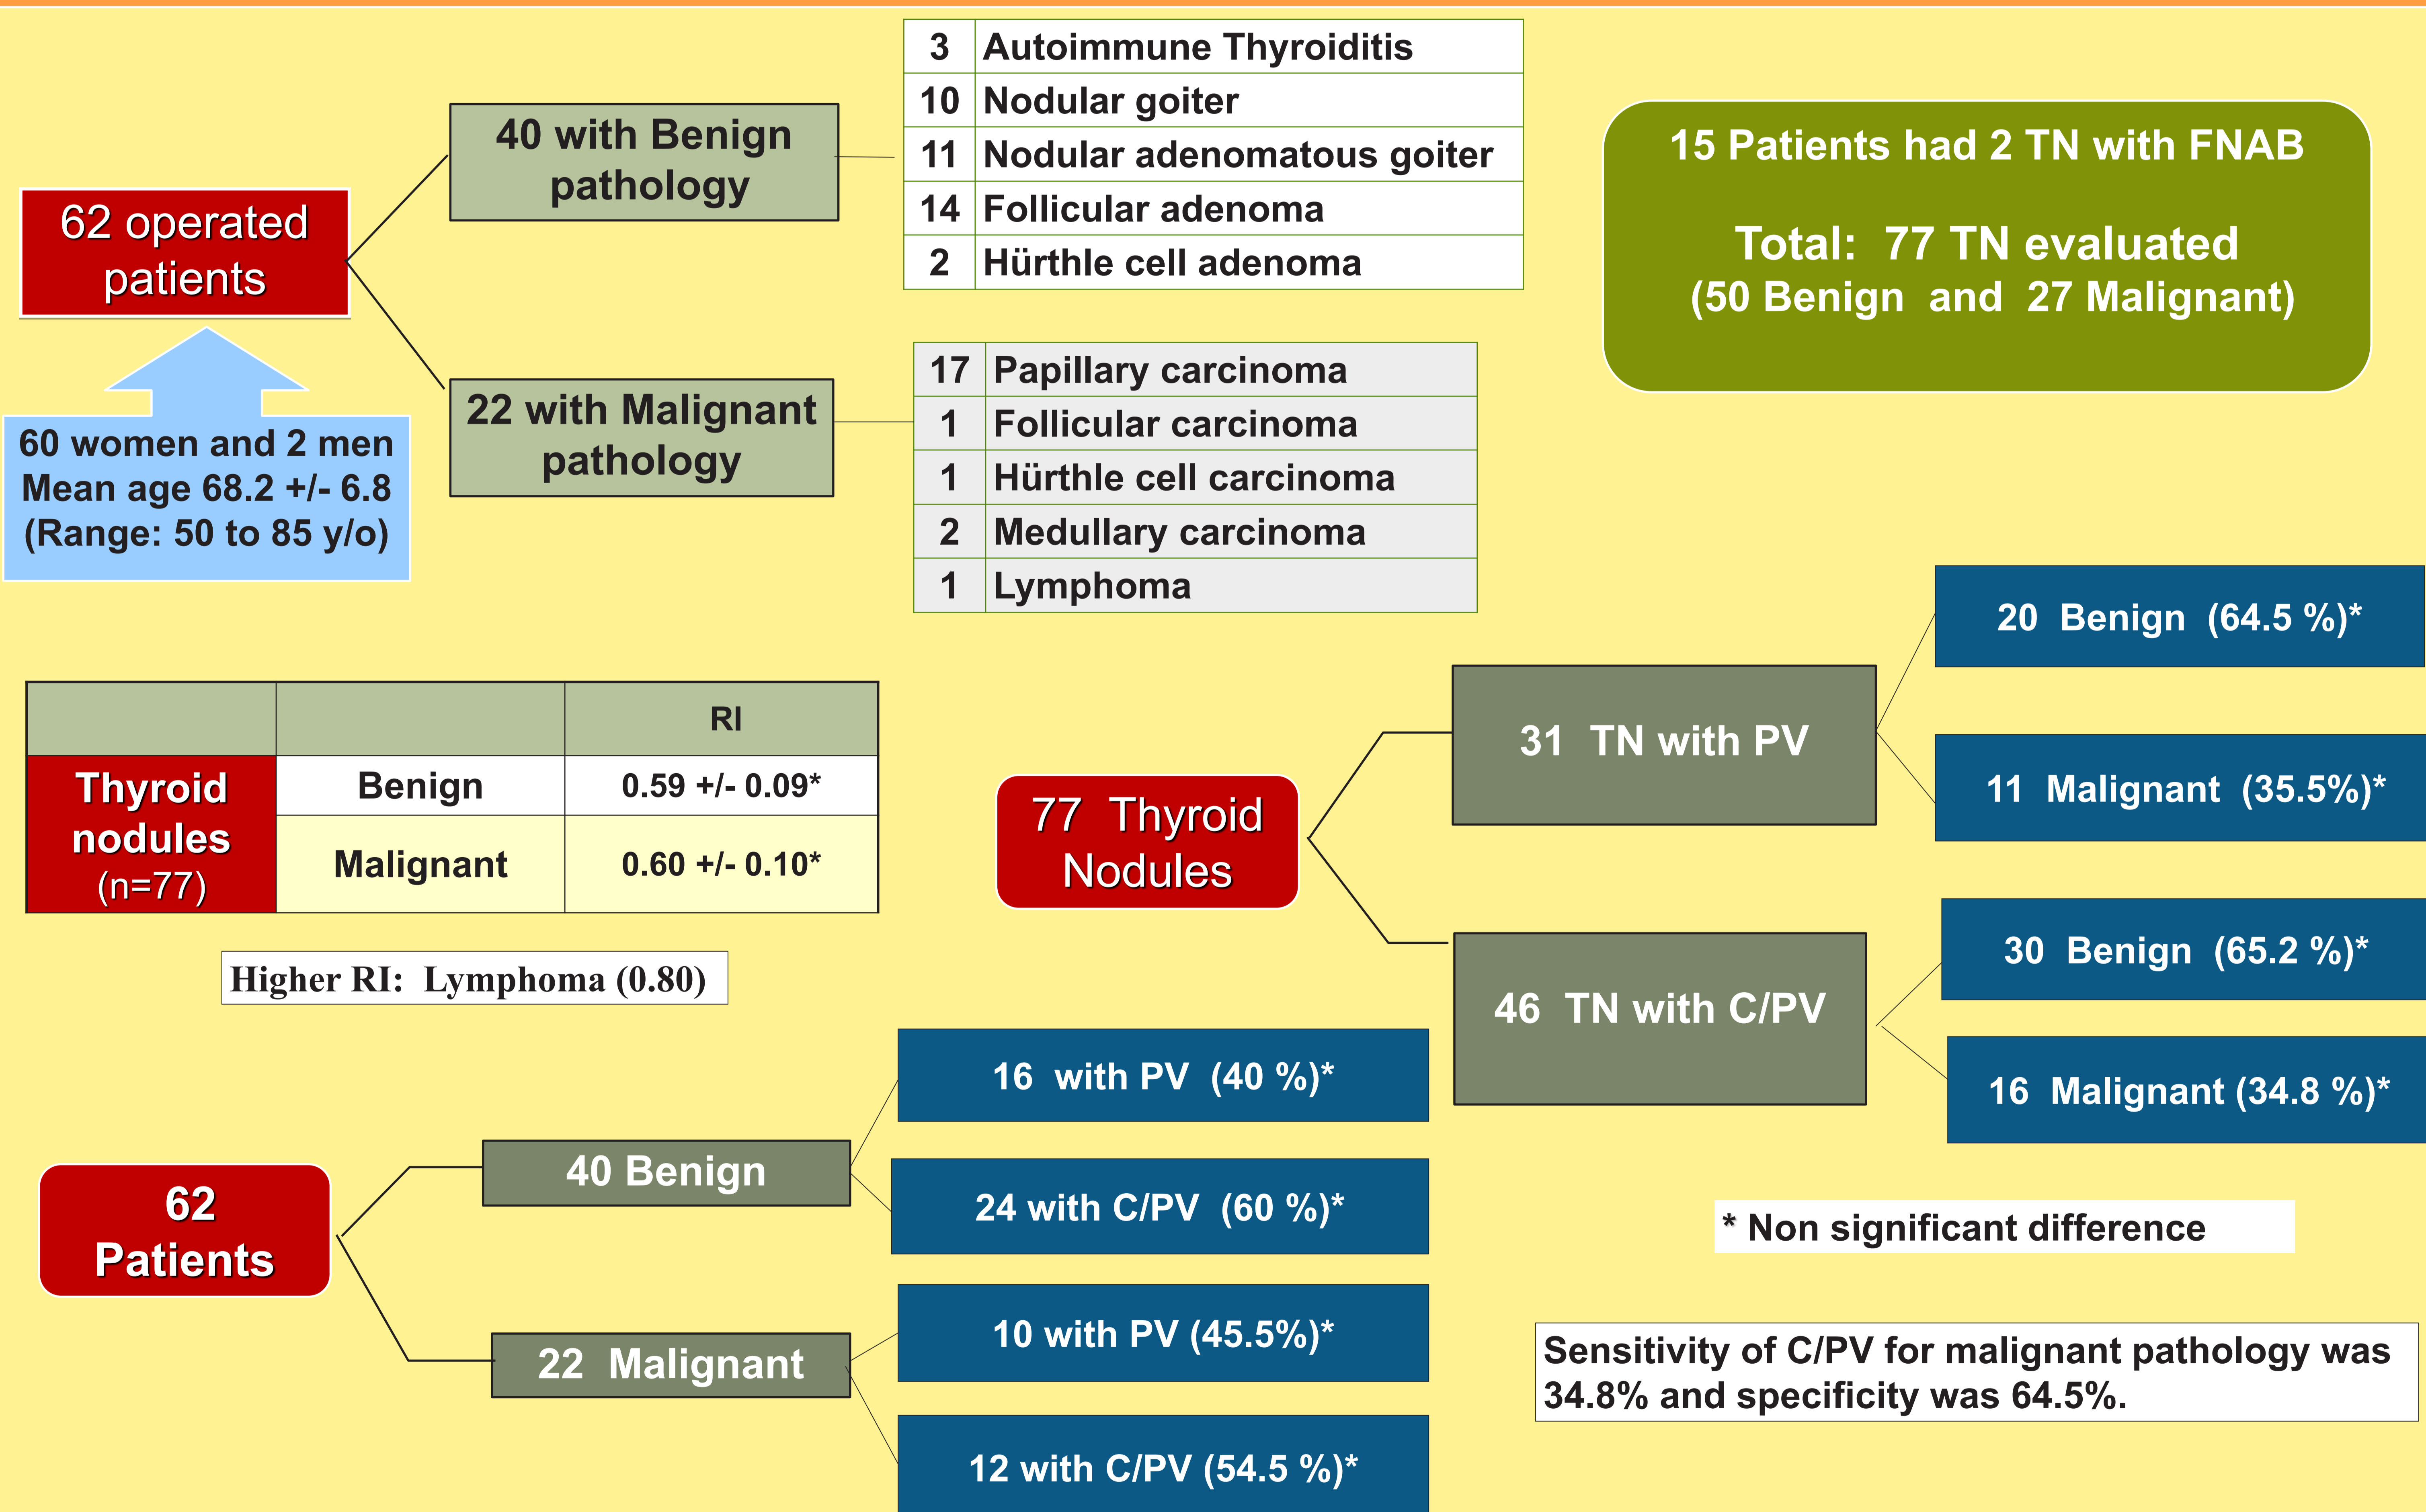 62 operated
patients
60 women and 2 men
Mean age 68.2 +/- 6.8
(Range: 50 to 85 y/o)
40 with Benign
pathology
3 Autoimmune Thyroiditis
10 Nodular goiter
11 Nodular adenomatous goiter
14 Follicular adenoma
2 Hürthle cell adenoma
22 with Malignant
pathology
17 Papillary carcinoma
1 Follicular carcinoma
1 Hürthle cell carcinoma
2 Medullary carcinoma
1 Lymphoma
15 Patients had 2 TN with FNAB
Total: 77 TN evaluated
(50 Benign and 27 Malignant)
RI
Thyroid
nodules
(n=77)
Benign 0.59 +/- 0.09*
Malignant 0.60 +/- 0.10*
Higher RI: Lymphoma (0.80)
77 Thyroid
Nodules
31 TN with PV
20 Benign (64.5 %)*
11 Malignant (35.5%)*
46 TN with C/PV
30 Benign (65.2 %)*
16 Malignant (34.8 %)*
62
Patients
40 Benign
16 with PV (40 %)*
24 with C/PV (60 %)*
22 Malignant
10 with PV (45.5%)*
12 with C/PV (54.5 %)*
* Non significant difference
Sensitivity of C/PV for malignant pathology was
34.8% and specificity was 64.5%.